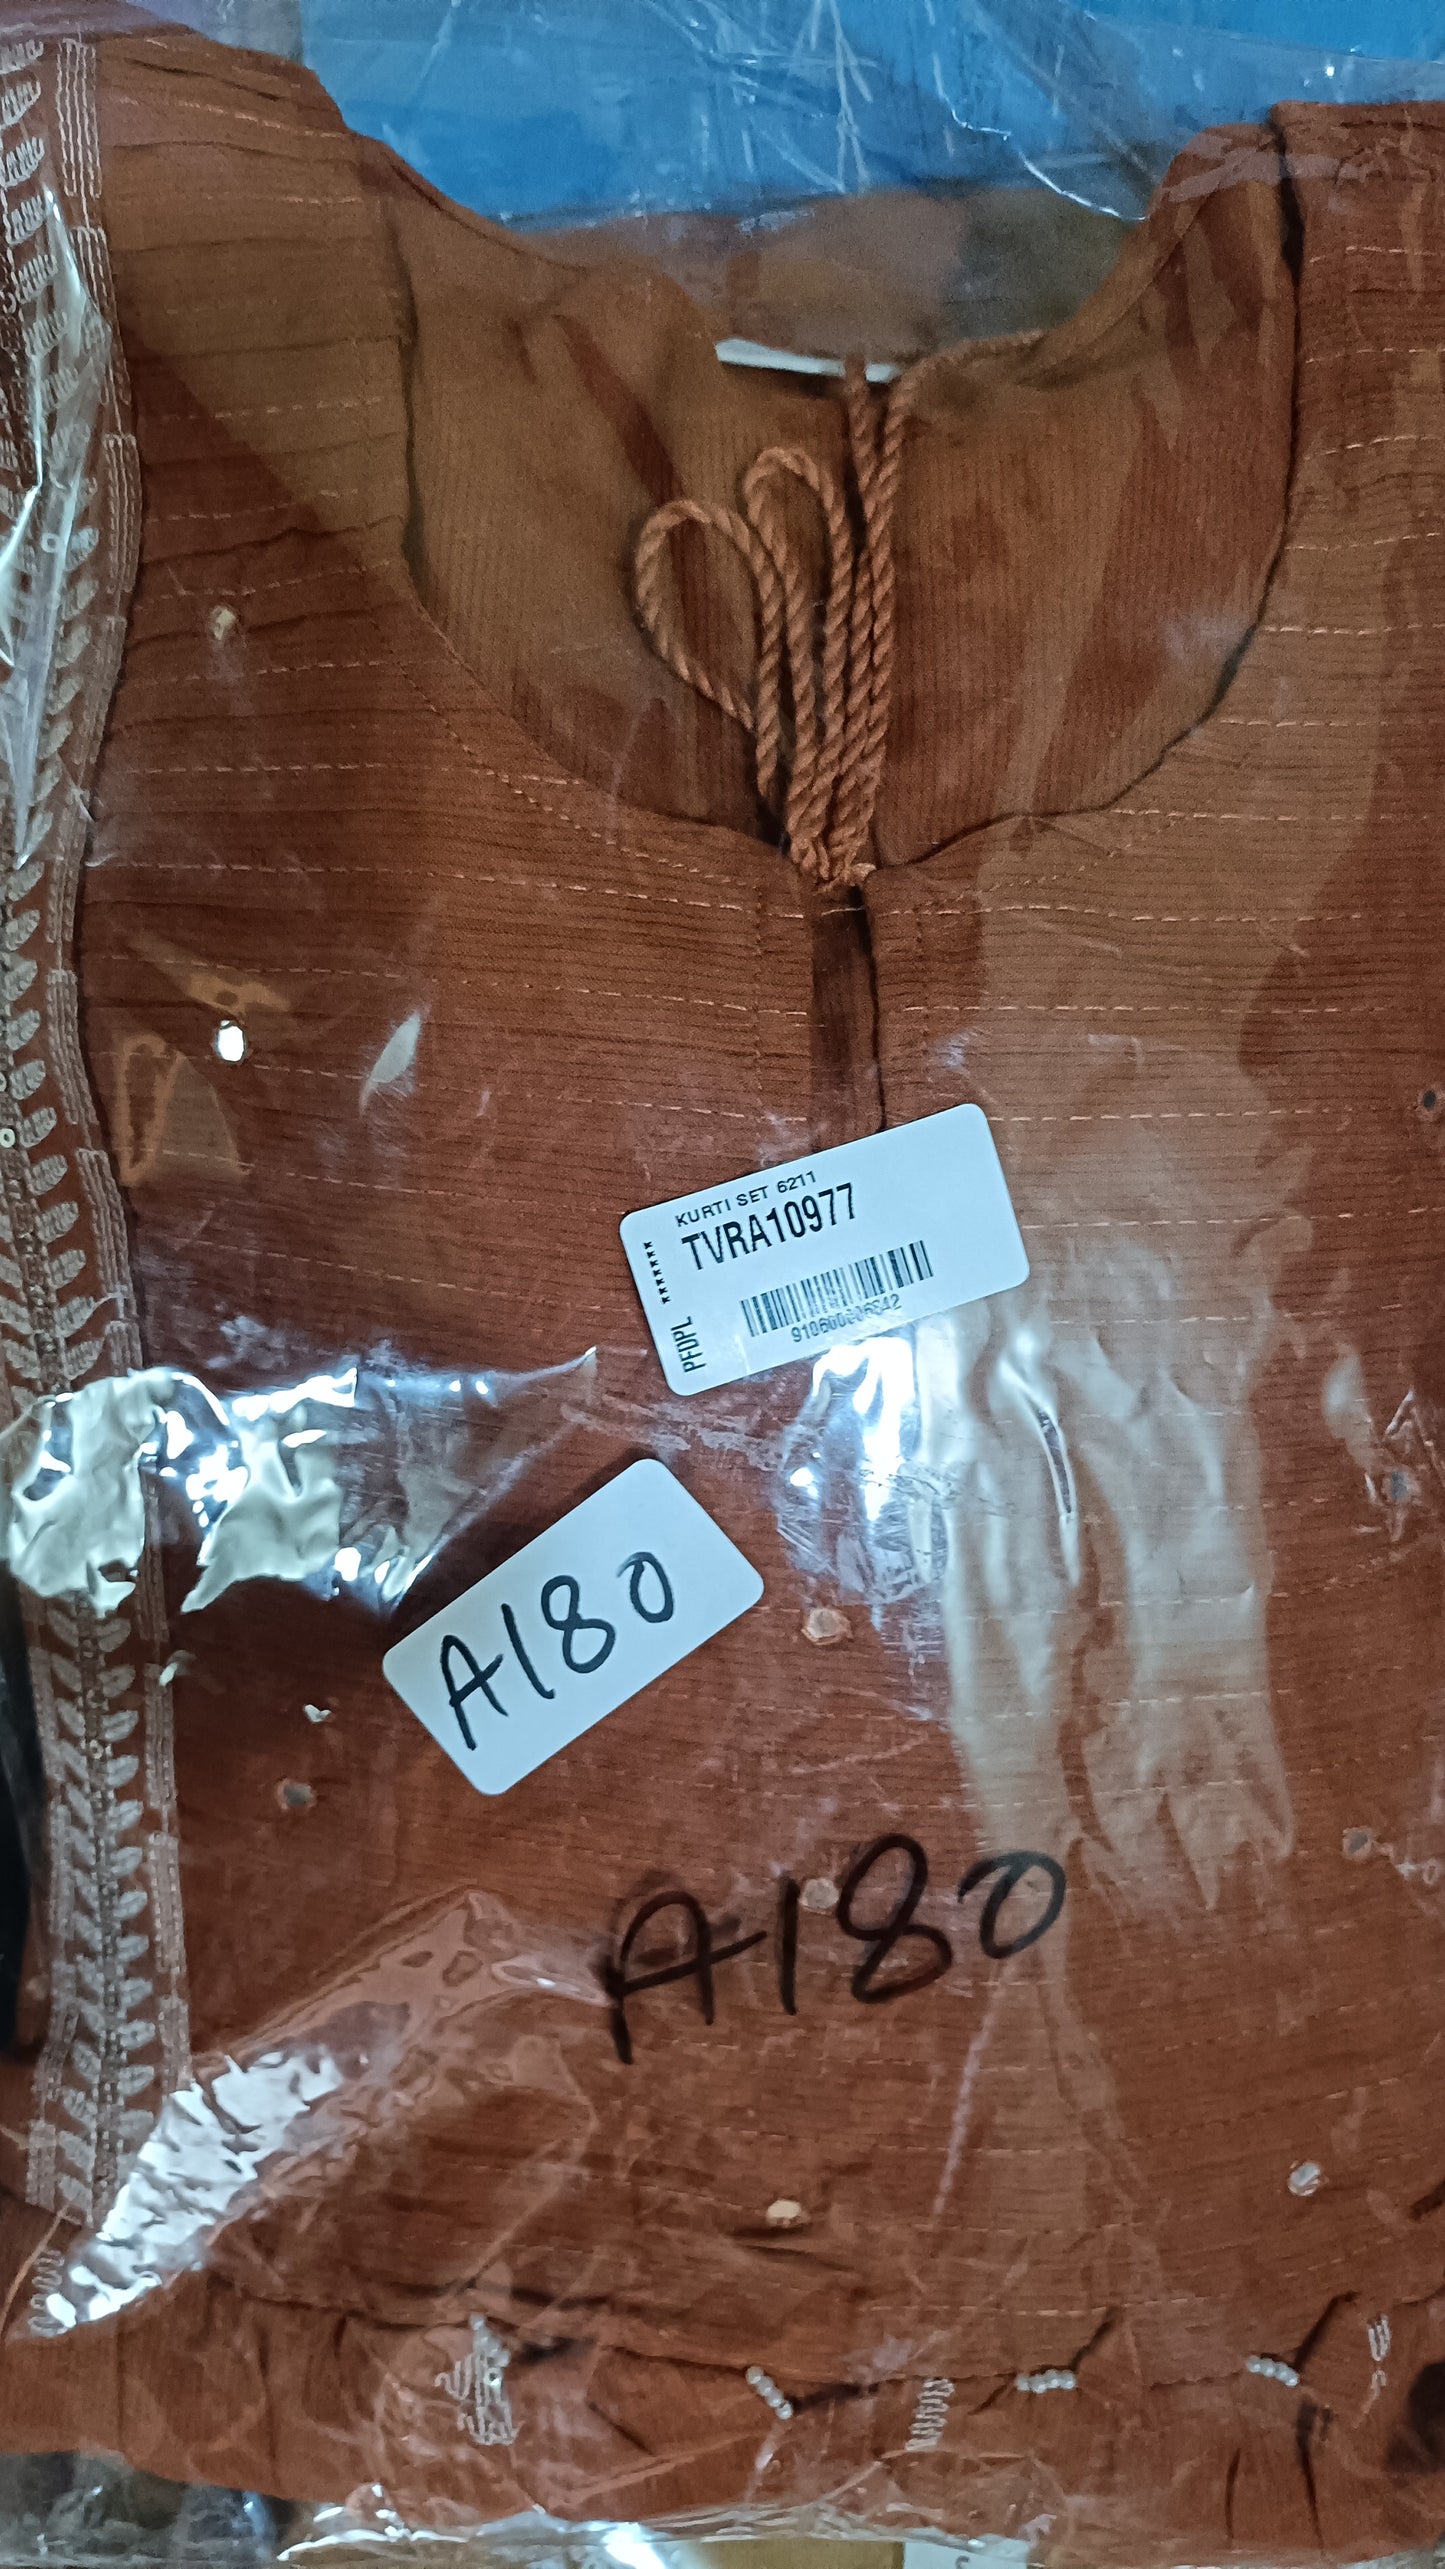 KURTI SET 6211
TVRA10977
*******
PFDPL
A180
A180